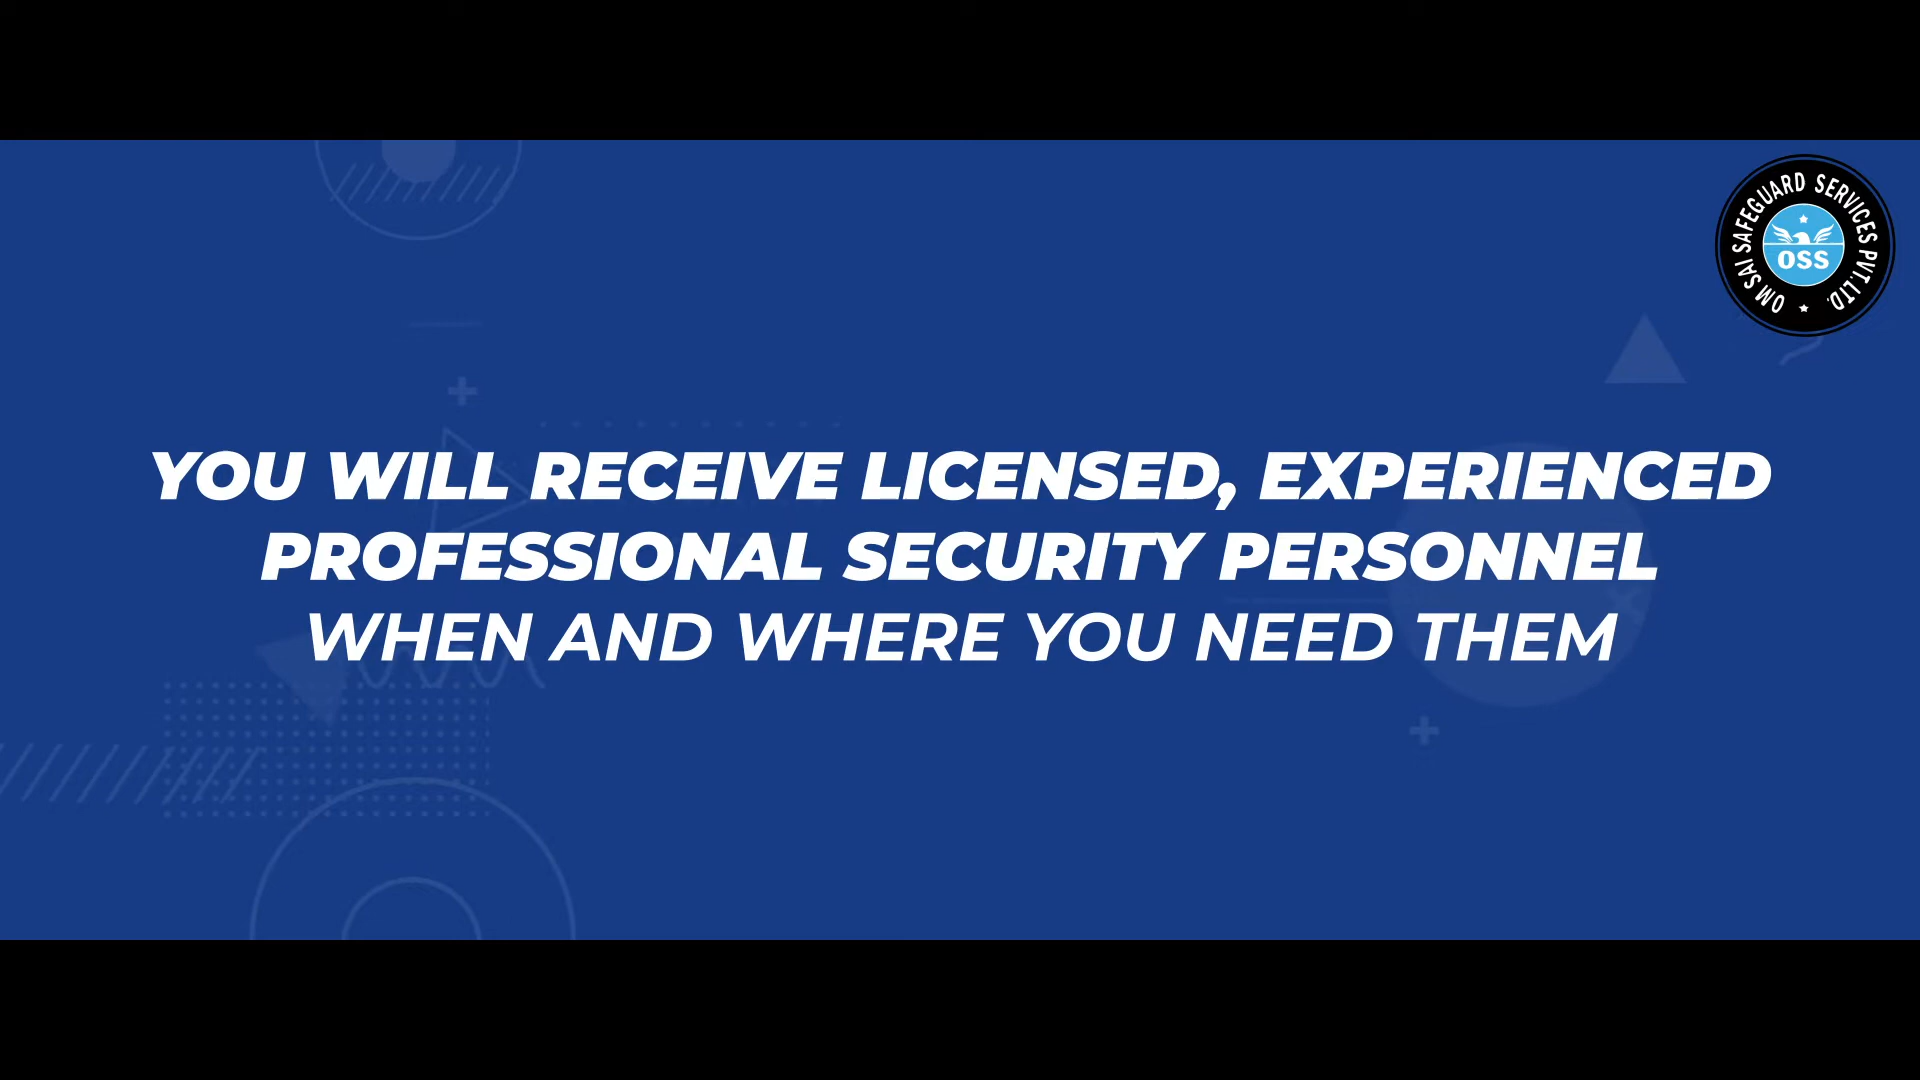 OM SAI SAFEGUARD SERVICES PVT.LTD.
OSS
YOU WILL RECEIVE LICENSED, EXPERIENCED
PROFESSIONAL SECURITY PERSONNEL
WHEN AND WHERE YOU NEED THEM